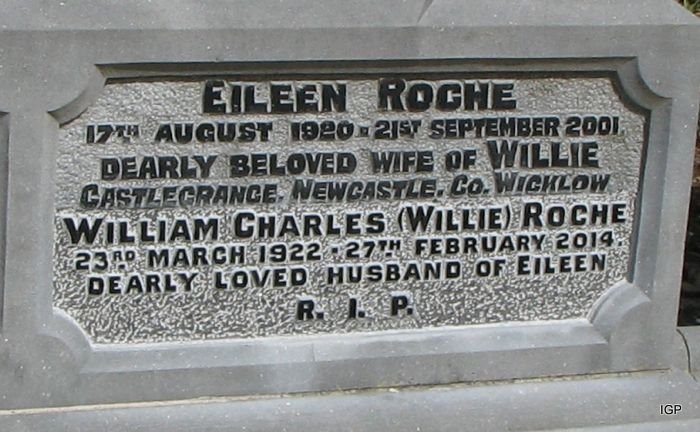 EILEEN ROCHE
17TH AUGUST 1920 - 21ST SEPTEMBER 2001.
DEARLY BELOVED WIFE OF WILLIE
CASTLEGRANGE, NEWCASTLE, CO. WICKLOW
WILLIAM CHARLES (WILLIE) ROCHE
23RD MARCH 1922 - 27TH FEBRUARY 2014.
DEARLY LOVED HUSBAND OF EILEEN
R. I. P.
IGP